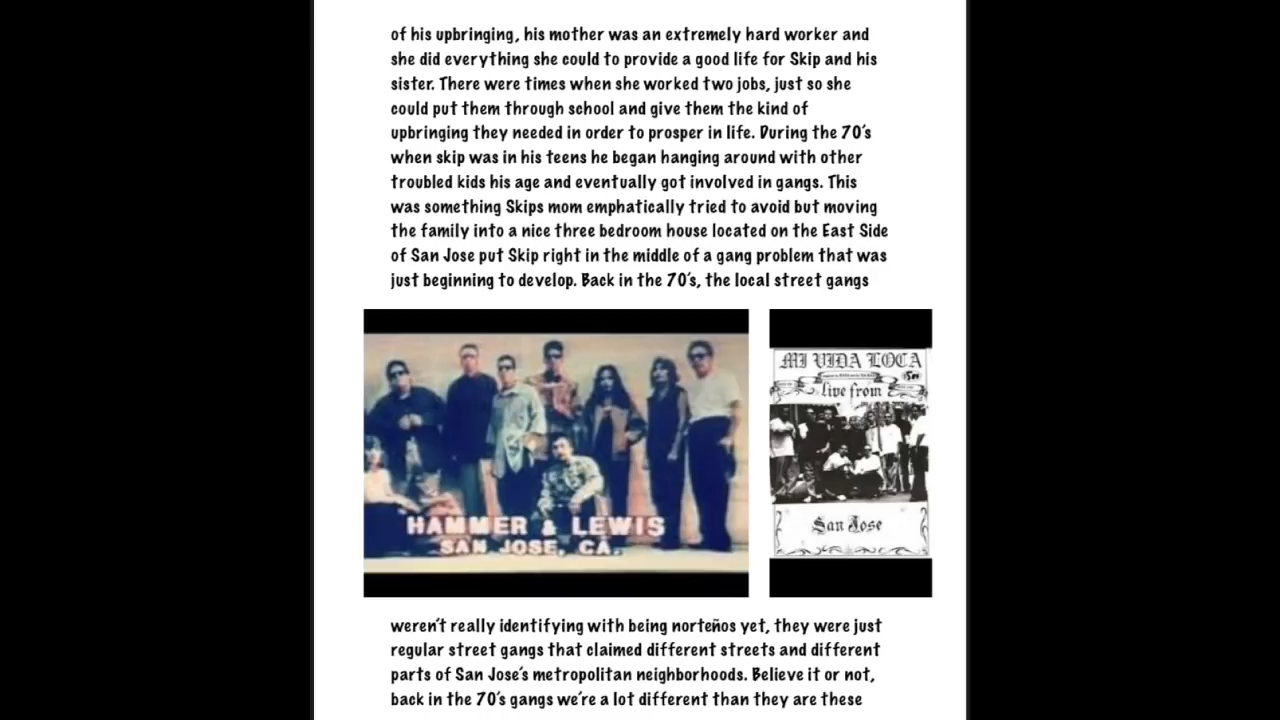 of his upbringing, his mother was an extremely hard worker and
she did everything she could to provide a good life for Skip and his
sister. There were times when she worked two jobs, just so she
could put them through school and give them the kind of
upbringing they needed in order to prosper in life. During the 70's
when skip was in his teens he began hanging around with other
troubled kids his age and eventually got involved in gangs. This
was something Skips mom emphatically tried to avoid but moving
the family into a nice three bedroom house located on the East Side
of San Jose put Skip right in the middle of a gang problem that was
just beginning to develop. Back in the 70's, the local street gangs
HAMMER & LEWIS
SAN JOSE, CA.
MI VIDA LOCA
live from
San Jose
weren't really identifying with being norteños yet, they were just
regular street gangs that claimed different streets and different
parts of San Jose's metropolitan neighborhoods. Believe it or not,
back in the 70's gangs we're a lot different than they are these